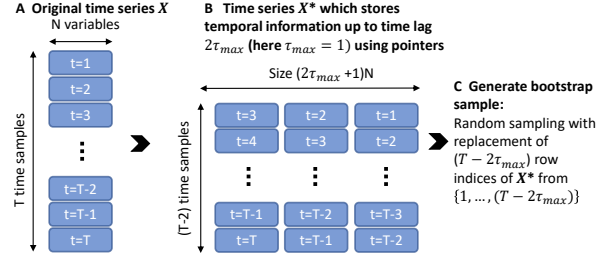 A Original time series X
N variables
T time samples
t=1
t=2
t=3
t=T-2
t=T-1
t=T
B Time series X* which stores
temporal information up to time lag
2τmax (here τmax = 1) using pointers
Size (2τmax +1)N
(T-2) time samples
t=3 t=2 t=1
t=4 t=3 t=2
t=T-1 t=T-2 t=T-3
t=T t=T-1 t=T-2
C Generate bootstrap
sample:
Random sampling with
replacement of
(T − 2τmax) row
indices of X* from
{1, ..., (T − 2τmax)}